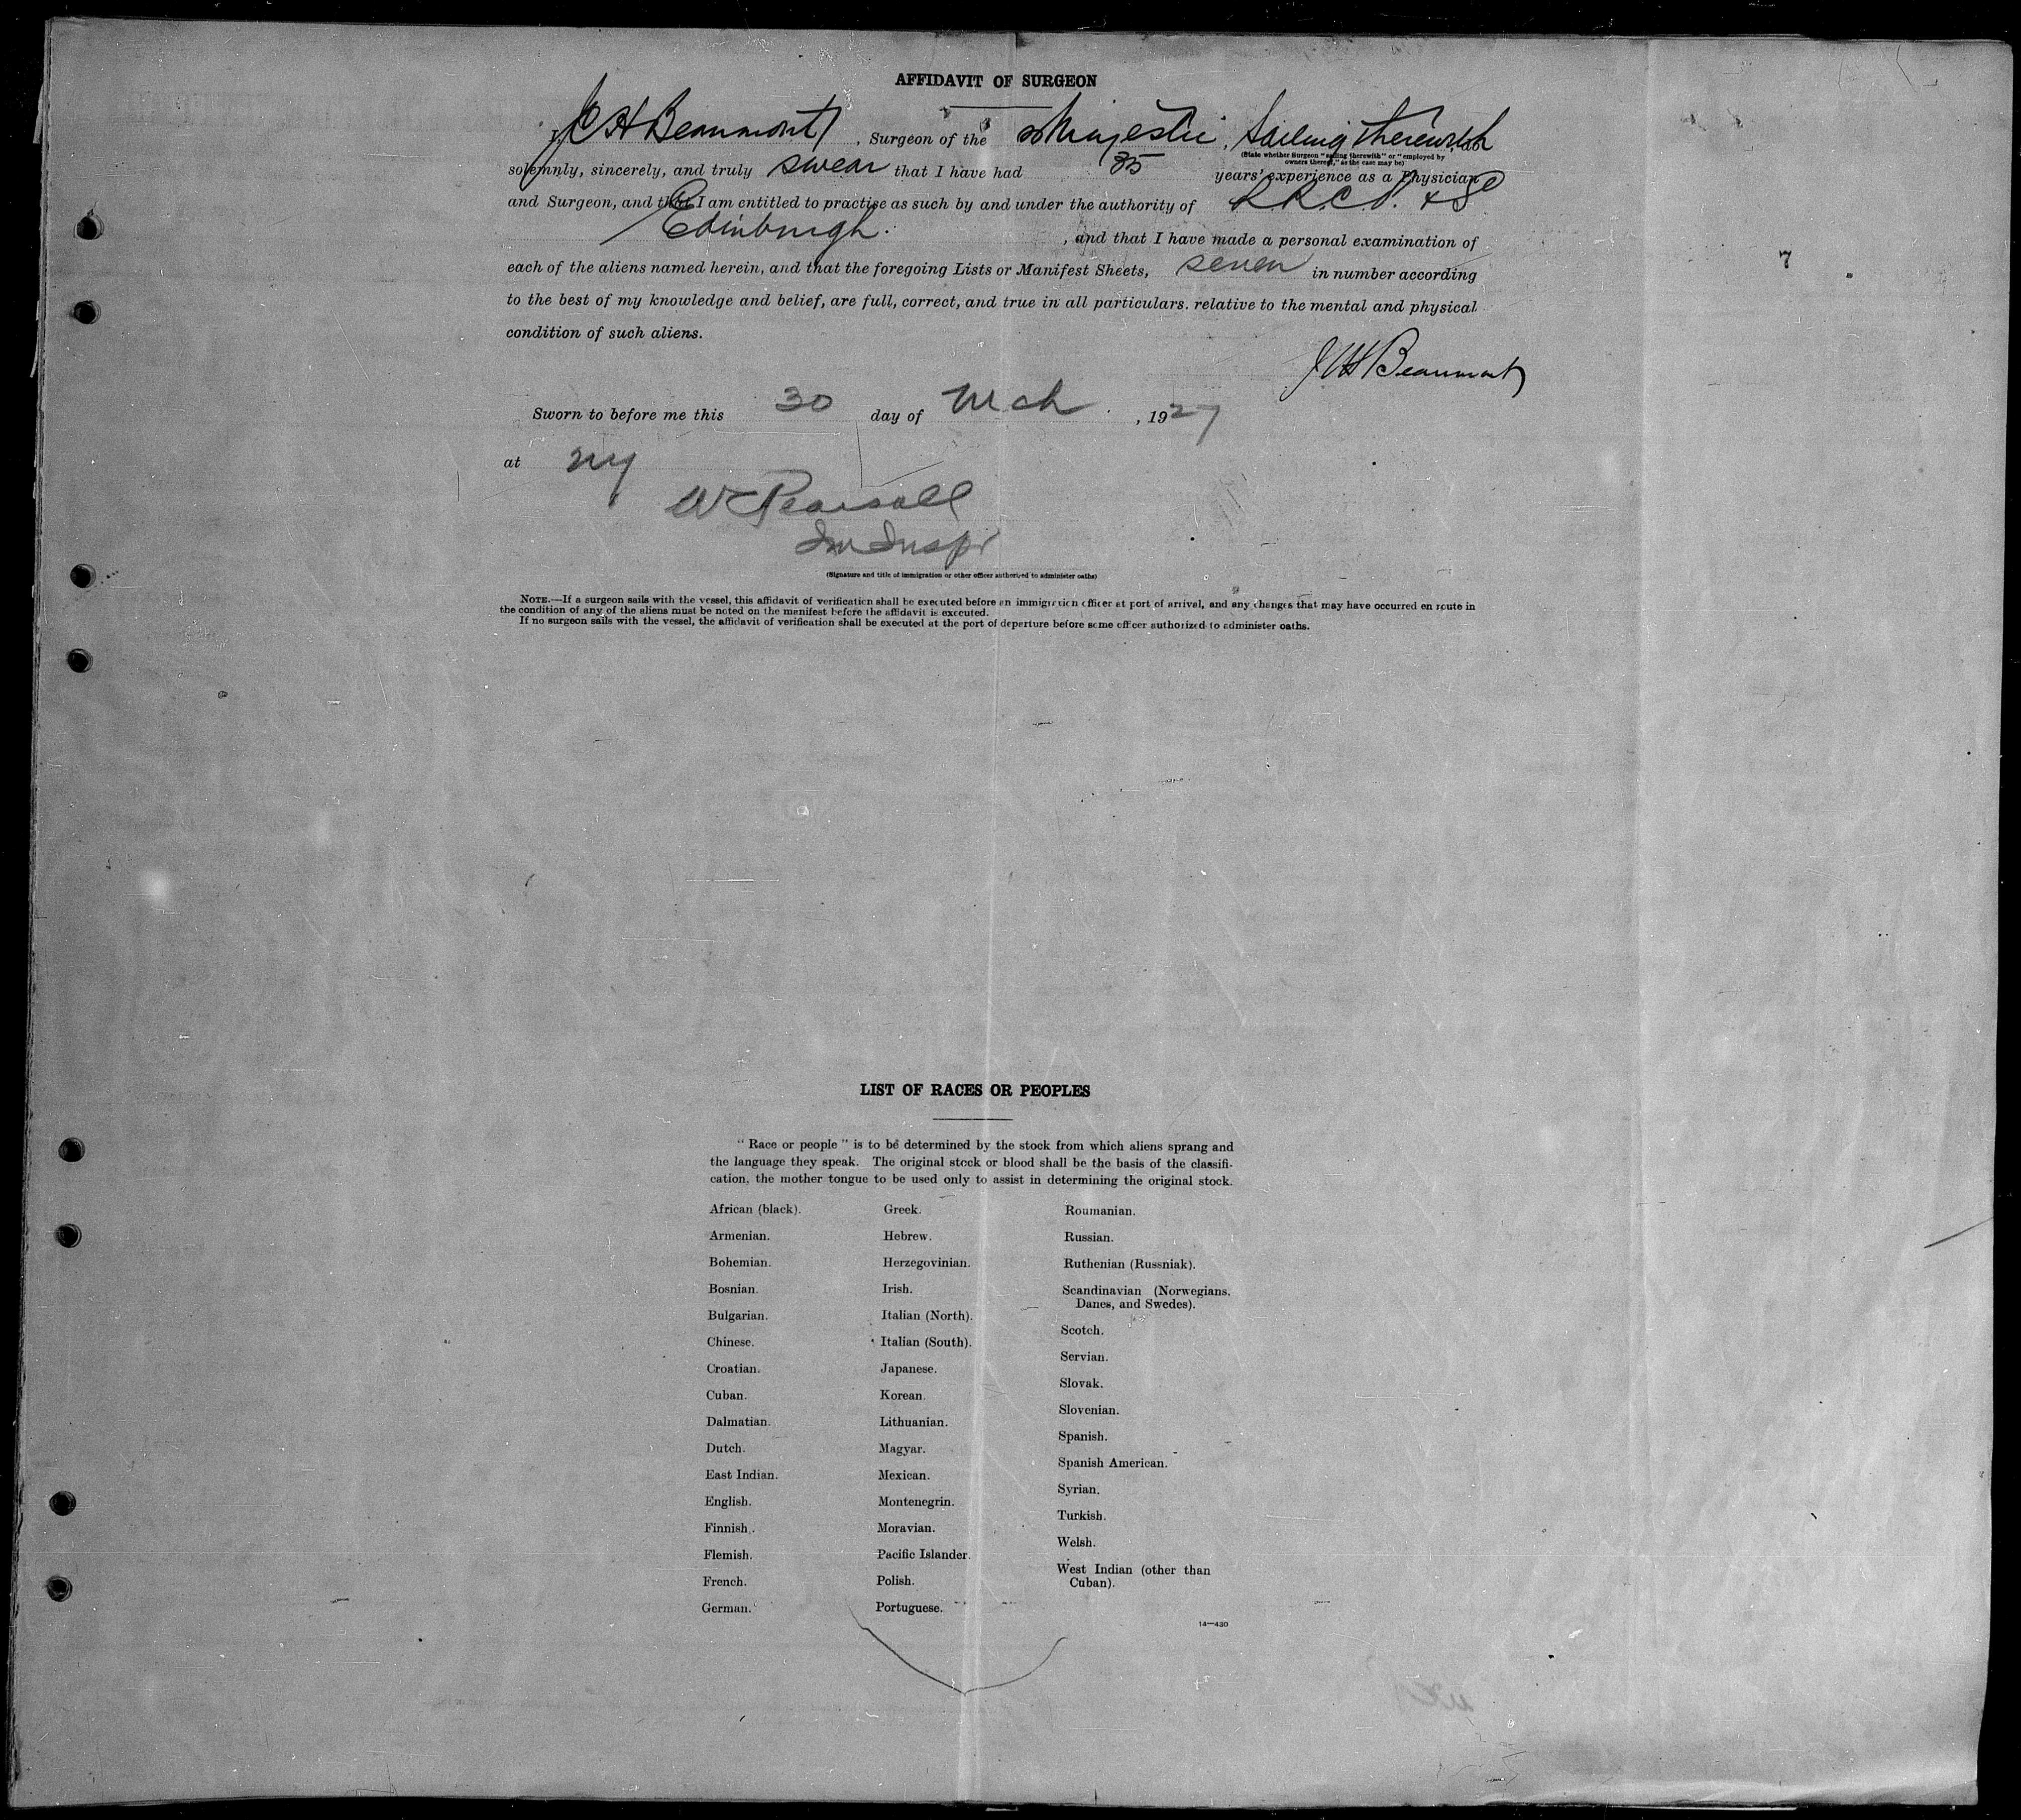 AFFIDAVIT OF SURGEON
I, J C H Beaumont, Surgeon of the SS Majestic, Sailing therewith, do
(State whether Surgeon "sailing therewith" or "employed by
owners thereof," as the case may be)
solemnly, sincerely, and truly swear that I have had 35 years' experience as a Physician
and Surgeon, and that I am entitled to practise as such by and under the authority of L.R.C.P. & S
Edinburgh. , and that I have made a personal examination of
each of the aliens named herein, and that the foregoing Lists or Manifest Sheets, seven in number according
7
to the best of my knowledge and belief, are full, correct, and true in all particulars. relative to the mental and physical
condition of such aliens.
J C H Beaumont
Sworn to before me this 30 day of Mch , 1927
at NY
W Pearsall
Im Inspr
(Signature and title of immigration or other officer authorized to administer oaths)
NOTE.—If a surgeon sails with the vessel, this affidavit of verification shall be executed before an immigration officer at port of arrival, and any changes that may have occurred en route in
the condition of any of the aliens must be noted on the manifest before the affidavit is executed.
If no surgeon sails with the vessel, the affidavit of verification shall be executed at the port of departure before some officer authorized to administer oaths.
LIST OF RACES OR PEOPLES
"Race or people" is to be determined by the stock from which aliens sprang and
the language they speak. The original stock or blood shall be the basis of the classifi-
cation, the mother tongue to be used only to assist in determining the original stock.
African (black).
Armenian.
Bohemian.
Bosnian.
Bulgarian.
Chinese.
Croatian.
Cuban.
Dalmatian.
Dutch.
East Indian.
English.
Finnish.
Flemish.
French.
German.
Greek.
Hebrew.
Herzegovinian.
Irish.
Italian (North).
Italian (South).
Japanese.
Korean.
Lithuanian.
Magyar.
Mexican.
Montenegrin.
Moravian.
Pacific Islander.
Polish.
Portuguese.
Roumanian.
Russian.
Ruthenian (Russniak).
Scandinavian (Norwegians,
Danes, and Swedes).
Scotch.
Servian.
Slovak.
Slovenian.
Spanish.
Spanish American.
Syrian.
Turkish.
Welsh.
West Indian (other than
Cuban).
14—430